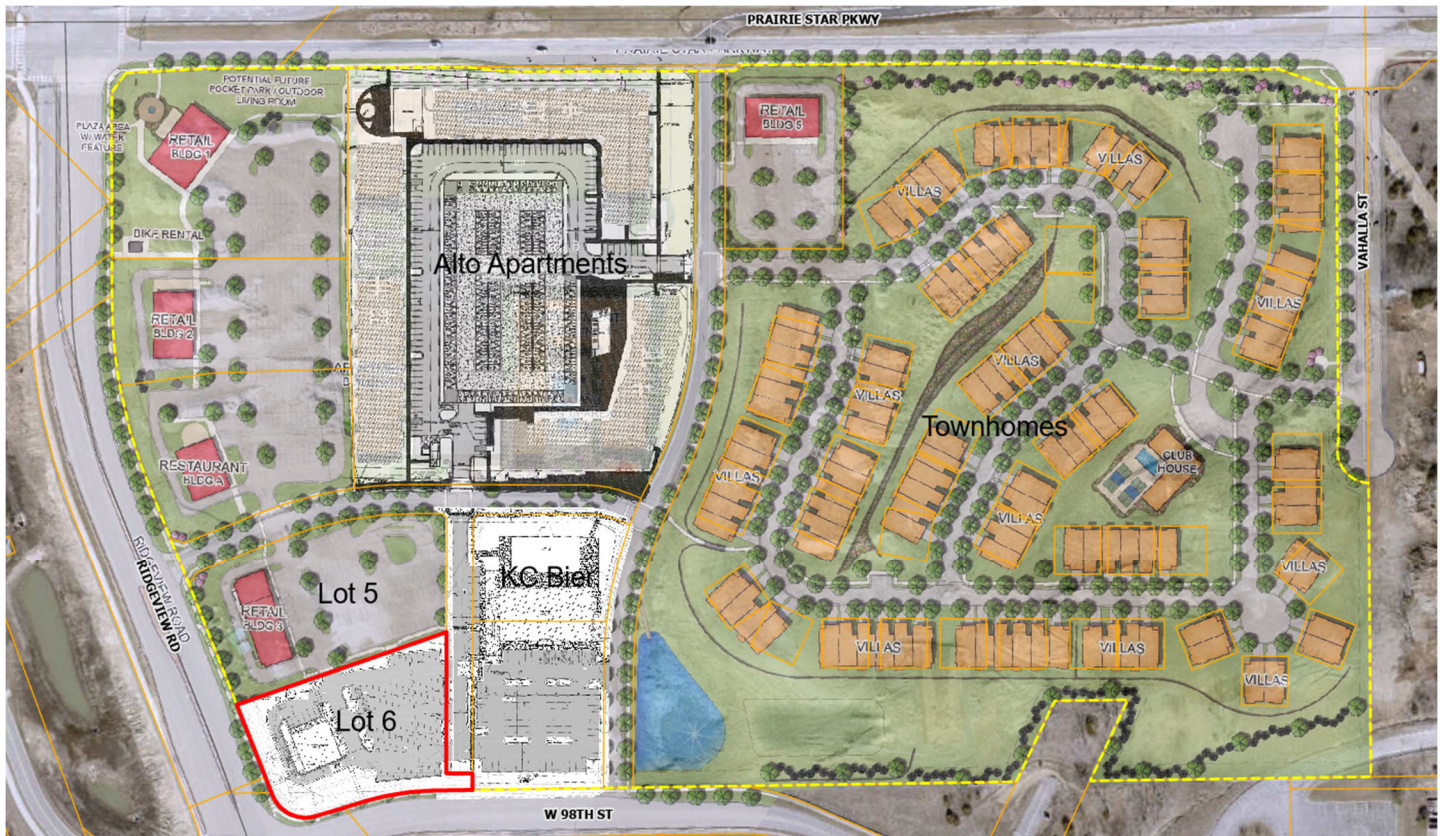 PRAIRIE STAR PKWY
PRAIRIE STAR PARKWAY
POTENTIAL FUTURE
POCKET PARK / OUTDOOR
LIVING ROOM
PLAZA AREA
W/ WATER
FEATURE
RETAIL
BLDG 1
RETAIL
BLDG 5
VILLAS
VILLAS
VAHALLA ST
BIKE RENTAL
Alto Apartments
VILLAS
RETAIL
BLDG 2
VILLAS
VILLAS
Townhomes
CLUB
HOUSE
RESTAURANT
BLDG A
VILLAS
VILLAS
RIDGEVIEW ROAD
RIDGEVIEW RD
KC Bier
VILLAS
Lot 5
RETAIL
BLDG 3
VILLAS
VILLAS
VILLAS
Lot 6
W 98TH ST